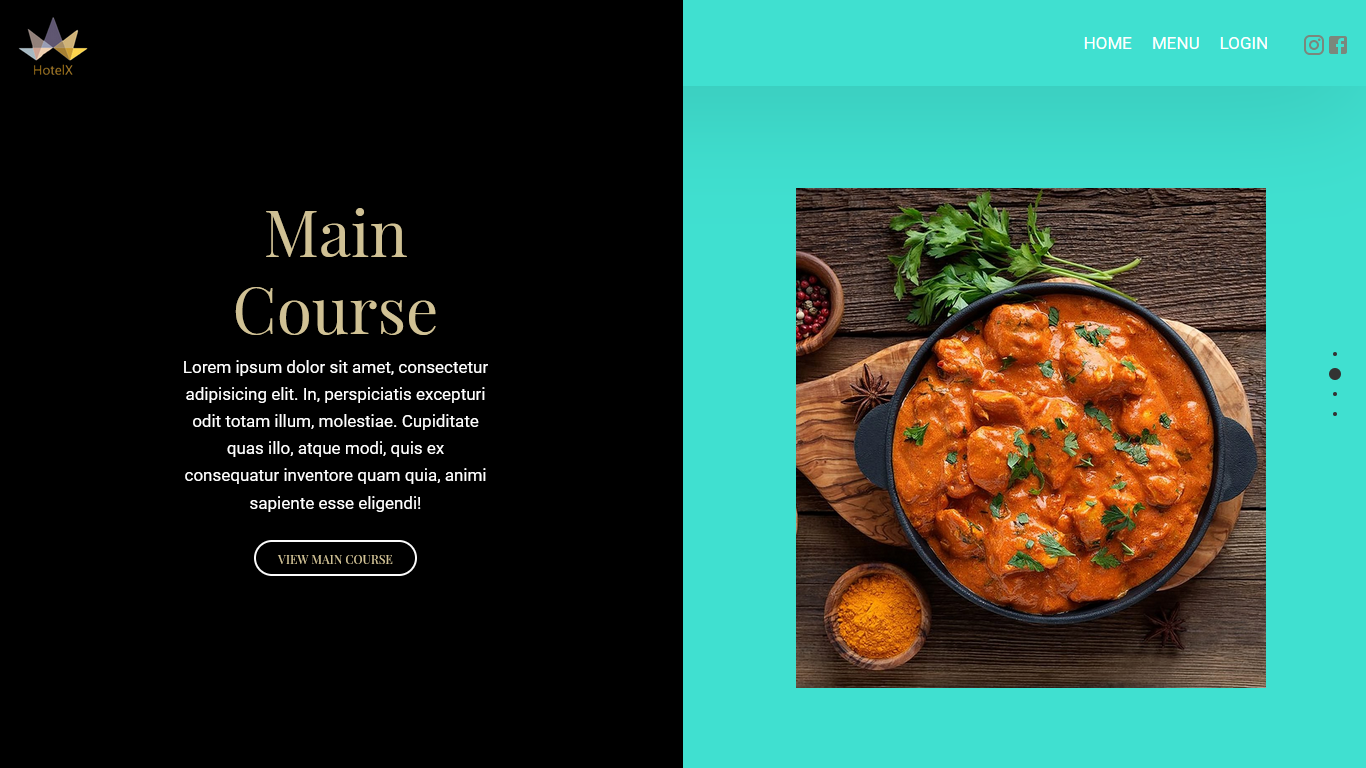 HotelX
HOME MENU LOGIN
Main
Course
Lorem ipsum dolor sit amet, consectetur
adipisicing elit. In, perspiciatis excepturi
odit totam illum, molestiae. Cupiditate
quas illo, atque modi, quis ex
consequatur inventore quam quia, animi
sapiente esse eligendi!
VIEW MAIN COURSE